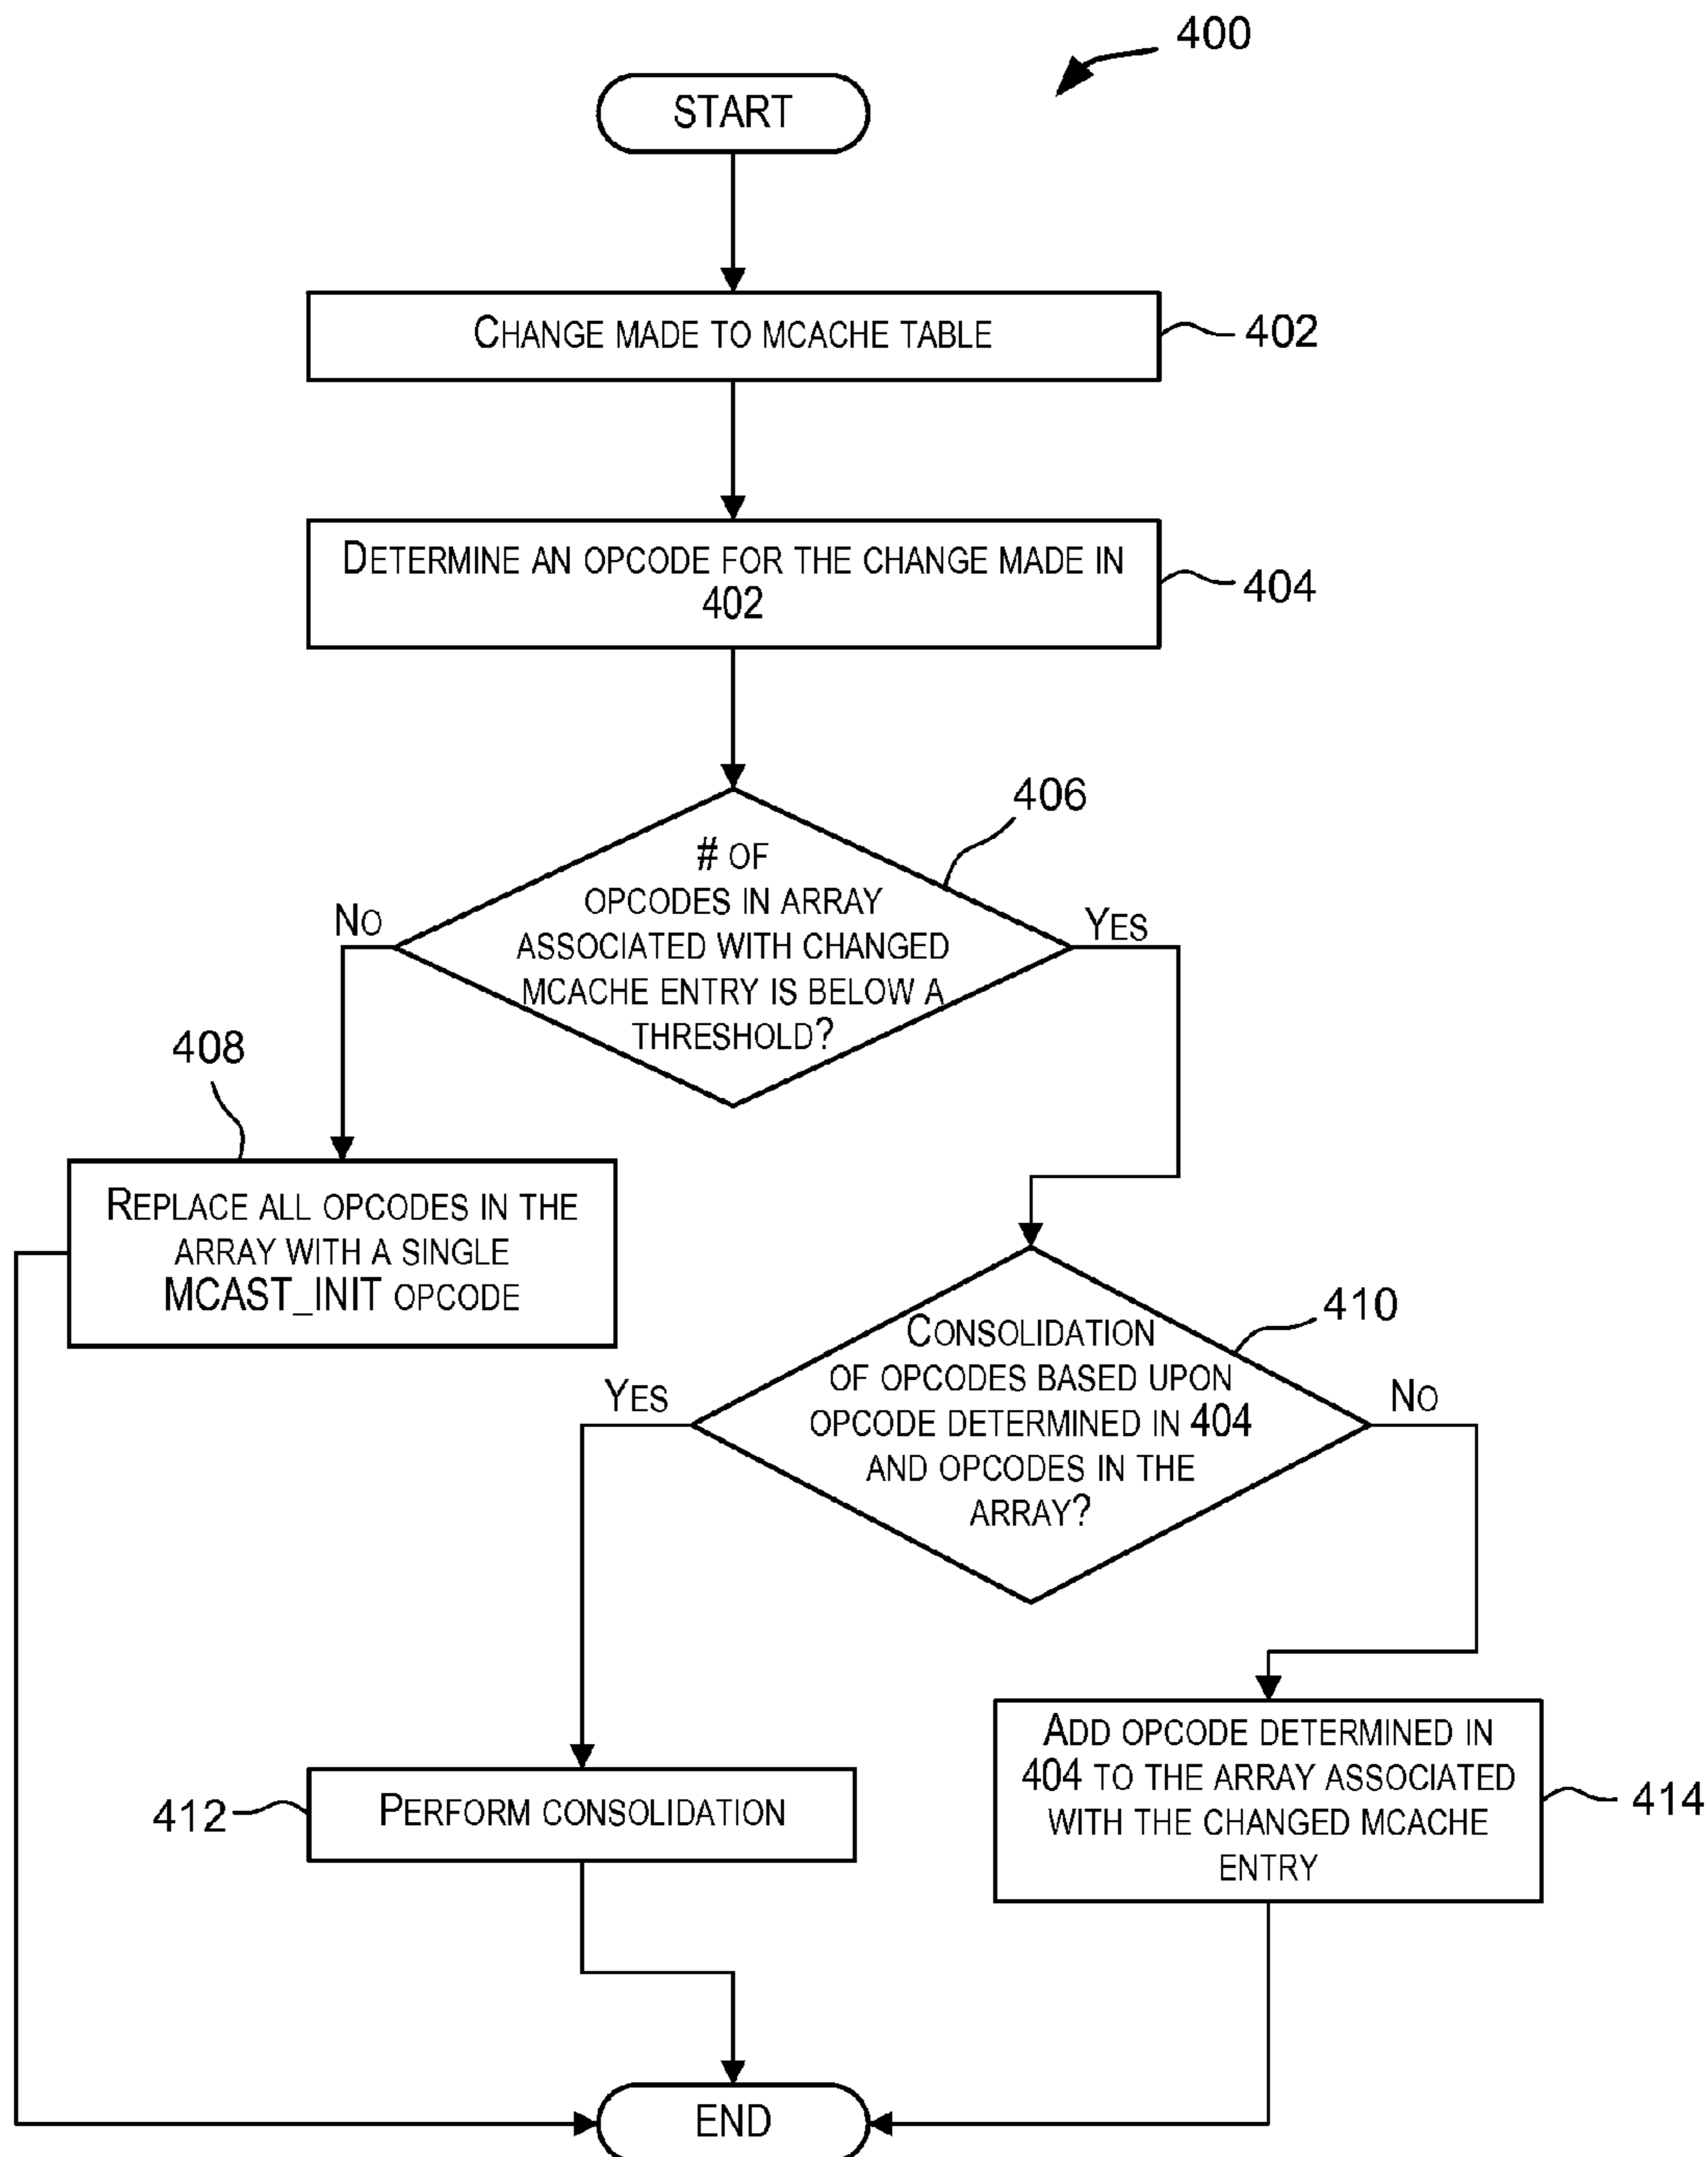 400
START
CHANGE MADE TO MCACHE TABLE
402
DETERMINE AN OPCODE FOR THE CHANGE MADE IN
402
404
406
# OF
OPCODES IN ARRAY
ASSOCIATED WITH CHANGED
MCACHE ENTRY IS BELOW A
THRESHOLD?
NO
YES
408
REPLACE ALL OPCODES IN THE
ARRAY WITH A SINGLE
MCAST_INIT OPCODE
410
CONSOLIDATION
OF OPCODES BASED UPON
OPCODE DETERMINED IN 404
AND OPCODES IN THE
ARRAY?
YES
NO
412
PERFORM CONSOLIDATION
ADD OPCODE DETERMINED IN
404 TO THE ARRAY ASSOCIATED
WITH THE CHANGED MCACHE
ENTRY
414
END